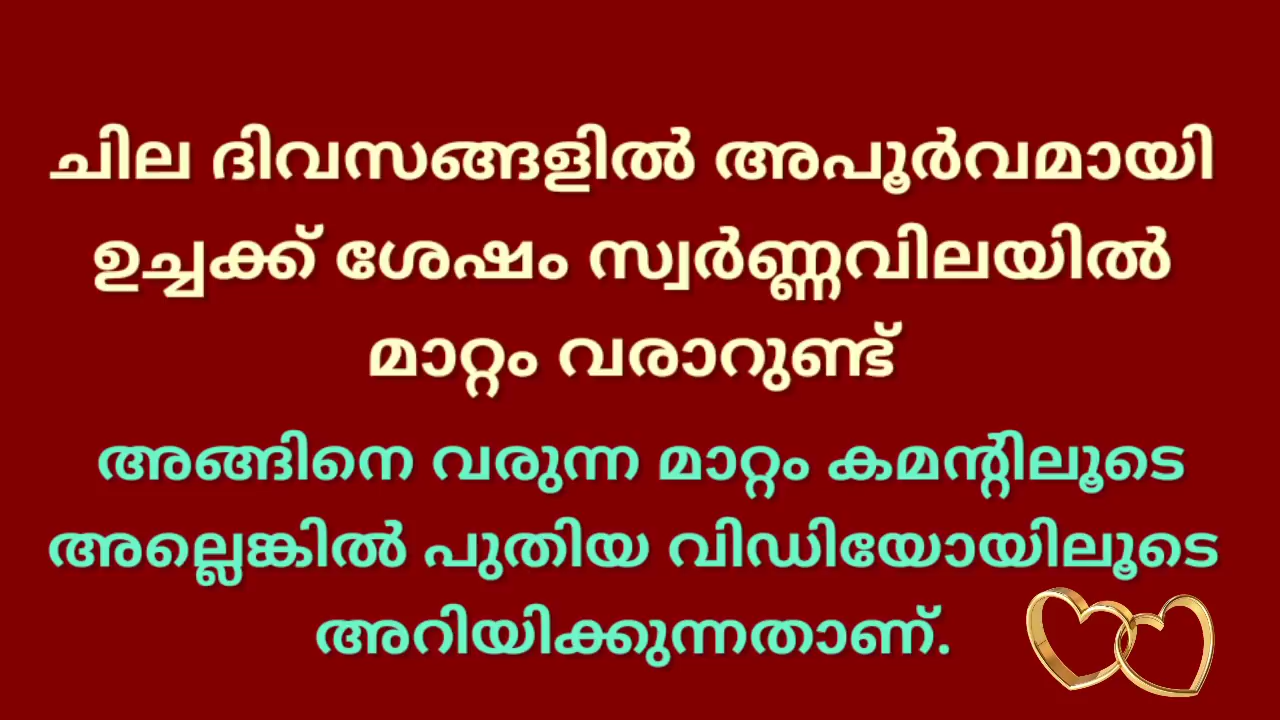 ചില ദിവസങ്ങളിൽ അപൂർവമായി
ഉച്ചക്ക് ശേഷം സ്വർണ്ണവിലയിൽ
മാറ്റം വരാറുണ്ട്
അങ്ങിനെ വരുന്ന മാറ്റം കമന്റിലൂടെ
അല്ലെങ്കിൽ പുതിയ വിഡിയോയിലൂടെ
അറിയിക്കുന്നതാണ്.